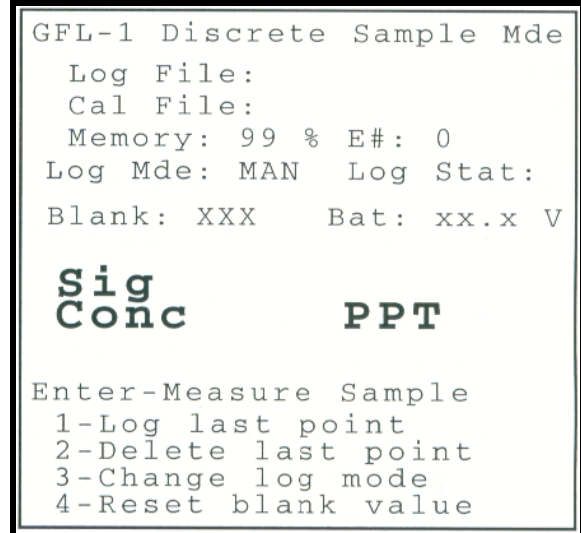 GFL-1 Discrete Sample Mde
Log File:
Cal File:
Memory: 99 % E#: 0
Log Mde: MAN Log Stat:
Blank: XXX Bat: xx.x V
Sig
Conc PPT
Enter-Measure Sample
1-Log last point
2-Delete last point
3-Change log mode
4-Reset blank value